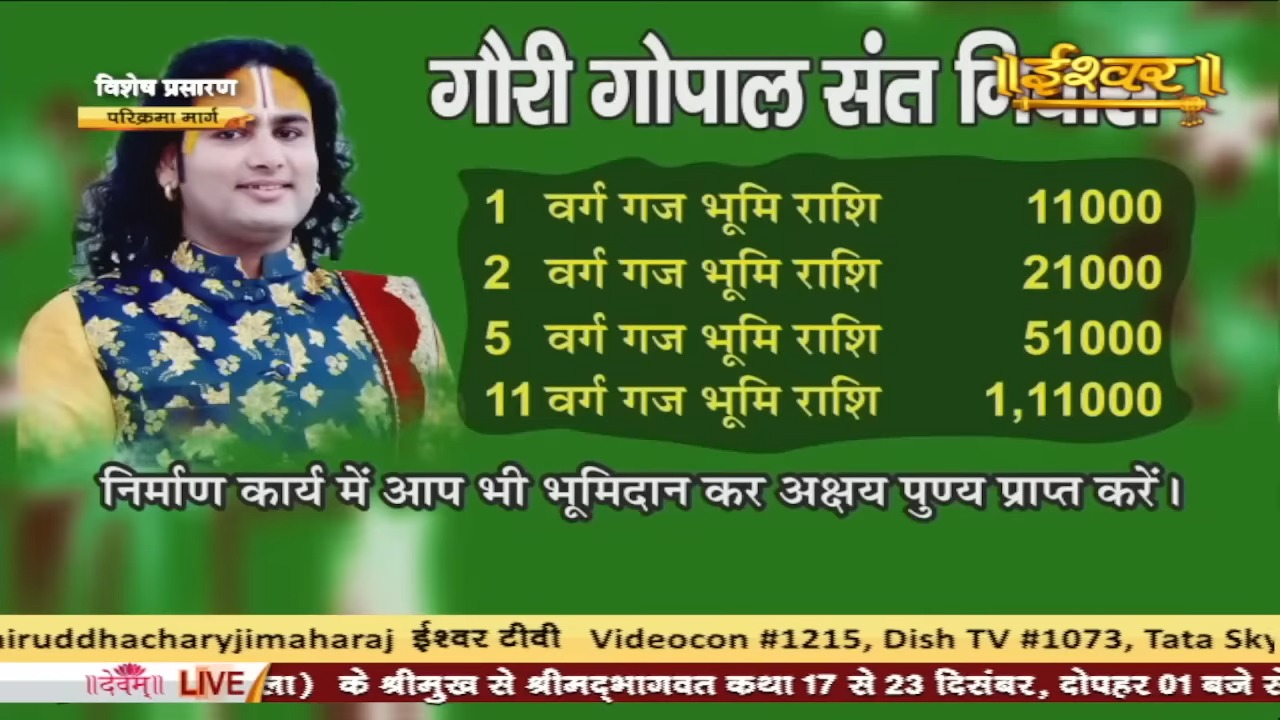 गौरी गोपाल संत
॥ईश्वर॥
विशेष प्रसारण
परिक्रमा मार्ग
1 वर्ग गज भूमि राशि 11000
2 वर्ग गज भूमि राशि 21000
5 वर्ग गज भूमि राशि 51000
11 वर्ग गज भूमि राशि 1,11000
निर्माण कार्य में आप भी भूमिदान कर अक्षय पुण्य प्राप्त करें।
niruddhacharyjimaharaj ईश्वर टीवी Videocon #1215, Dish TV #1073, Tata Sky
॥देवम्॥ LIVE ला) के श्रीमुख से श्रीमद्भागवत कथा 17 से 23 दिसंबर, दोपहर 01 बजे से